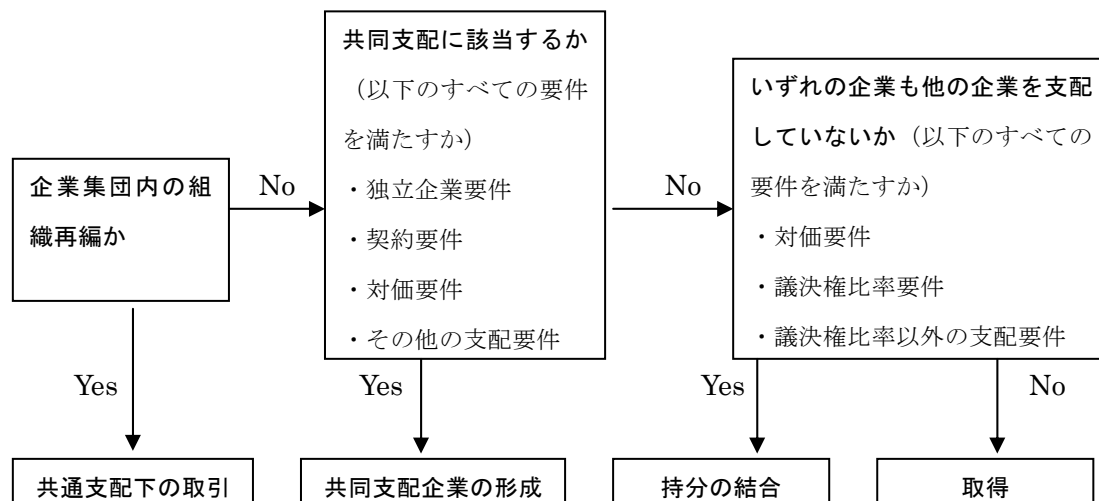 企業集団内の組
織再編か
No
共同支配に該当するか
(以下のすべての要件
を満たすか)
・独立企業要件
・契約要件
・対価要件
・その他の支配要件
No
いずれの企業も他の企業を支配
していないか(以下のすべての
要件を満たすか)
・対価要件
・議決権比率要件
・議決権比率以外の支配要件
Yes
Yes
Yes
No
共通支配下の取引
共同支配企業の形成
持分の結合
取得